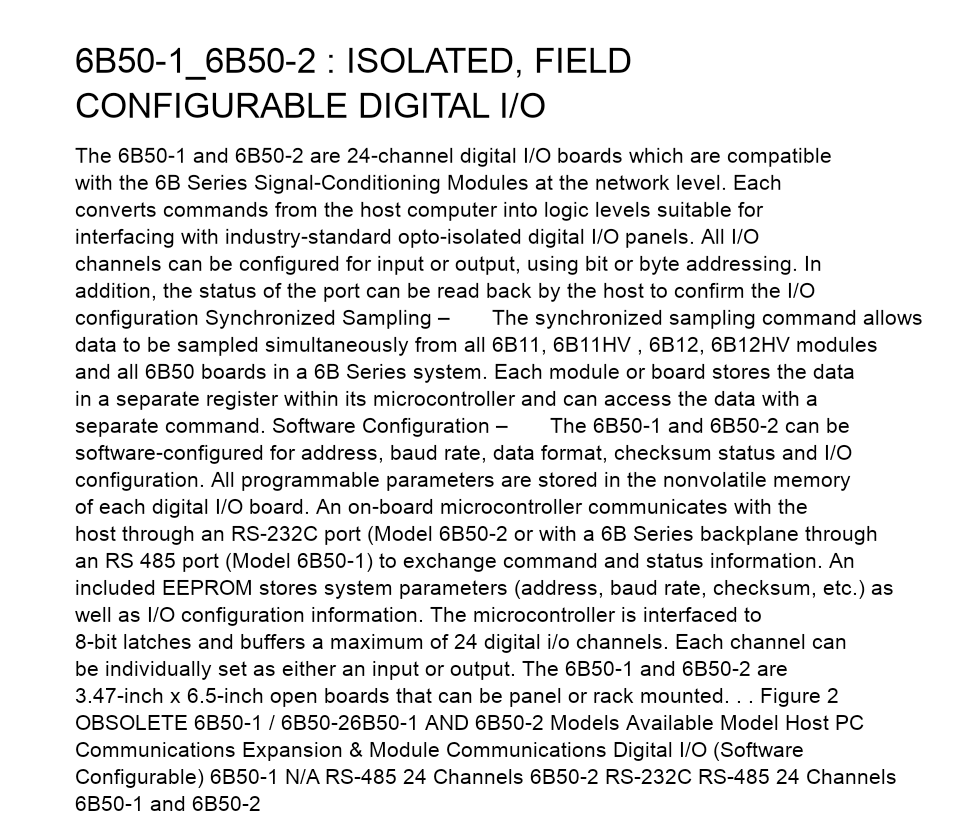 6B50-1_6B50-2 : ISOLATED, FIELD
CONFIGURABLE DIGITAL I/O
The 6B50-1 and 6B50-2 are 24-channel digital I/O boards which are compatible
with the 6B Series Signal-Conditioning Modules at the network level. Each
converts commands from the host computer into logic levels suitable for
interfacing with industry-standard opto-isolated digital I/O panels. All I/O
channels can be configured for input or output, using bit or byte addressing. In
addition, the status of the port can be read back by the host to confirm the I/O
configuration Synchronized Sampling – The synchronized sampling command allows
data to be sampled simultaneously from all 6B11, 6B11HV , 6B12, 6B12HV modules
and all 6B50 boards in a 6B Series system. Each module or board stores the data
in a separate register within its microcontroller and can access the data with a
separate command. Software Configuration – The 6B50-1 and 6B50-2 can be
software-configured for address, baud rate, data format, checksum status and I/O
configuration. All programmable parameters are stored in the nonvolatile memory
of each digital I/O board. An on-board microcontroller communicates with the
host through an RS-232C port (Model 6B50-2 or with a 6B Series backplane through
an RS 485 port (Model 6B50-1) to exchange command and status information. An
included EEPROM stores system parameters (address, baud rate, checksum, etc.) as
well as I/O configuration information. The microcontroller is interfaced to
8-bit latches and buffers a maximum of 24 digital i/o channels. Each channel can
be individually set as either an input or output. The 6B50-1 and 6B50-2 are
3.47-inch x 6.5-inch open boards that can be panel or rack mounted. . . Figure 2
OBSOLETE 6B50-1 / 6B50-26B50-1 AND 6B50-2 Models Available Model Host PC
Communications Expansion & Module Communications Digital I/O (Software
Configurable) 6B50-1 N/A RS-485 24 Channels 6B50-2 RS-232C RS-485 24 Channels
6B50-1 and 6B50-2